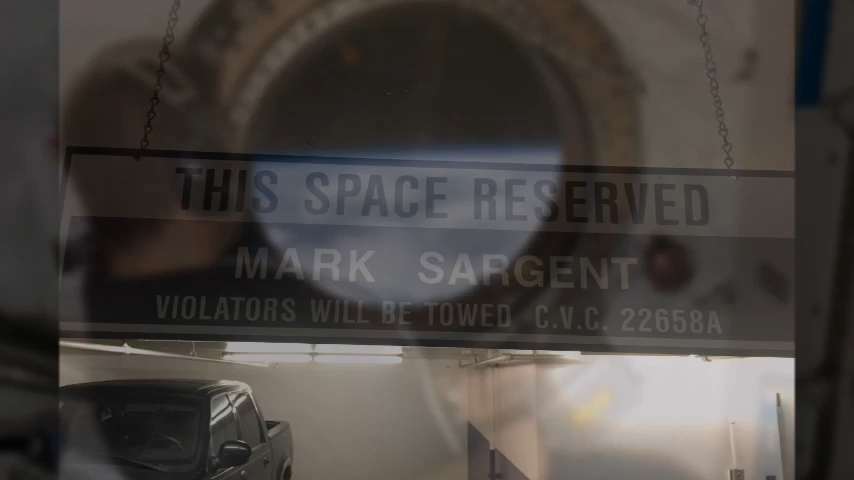 THIS SPACE RESERVED
MARK SARGENT
VIOLATORS WILL BE TOWED C.V.C. 22658A